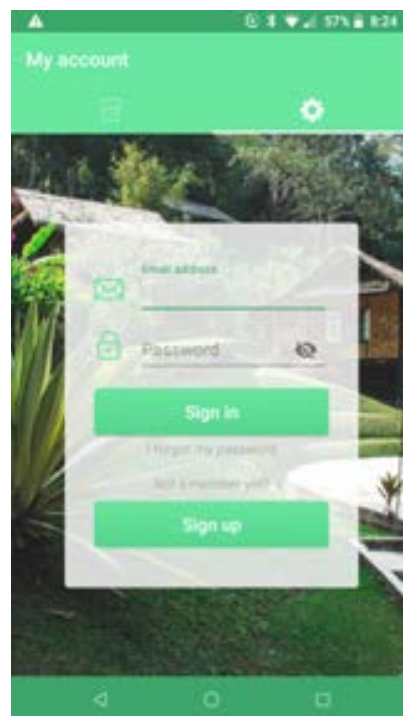 57% 8:24
My account
Email address
Password
Sign in
I forgot my password
Not a member yet?
Sign up